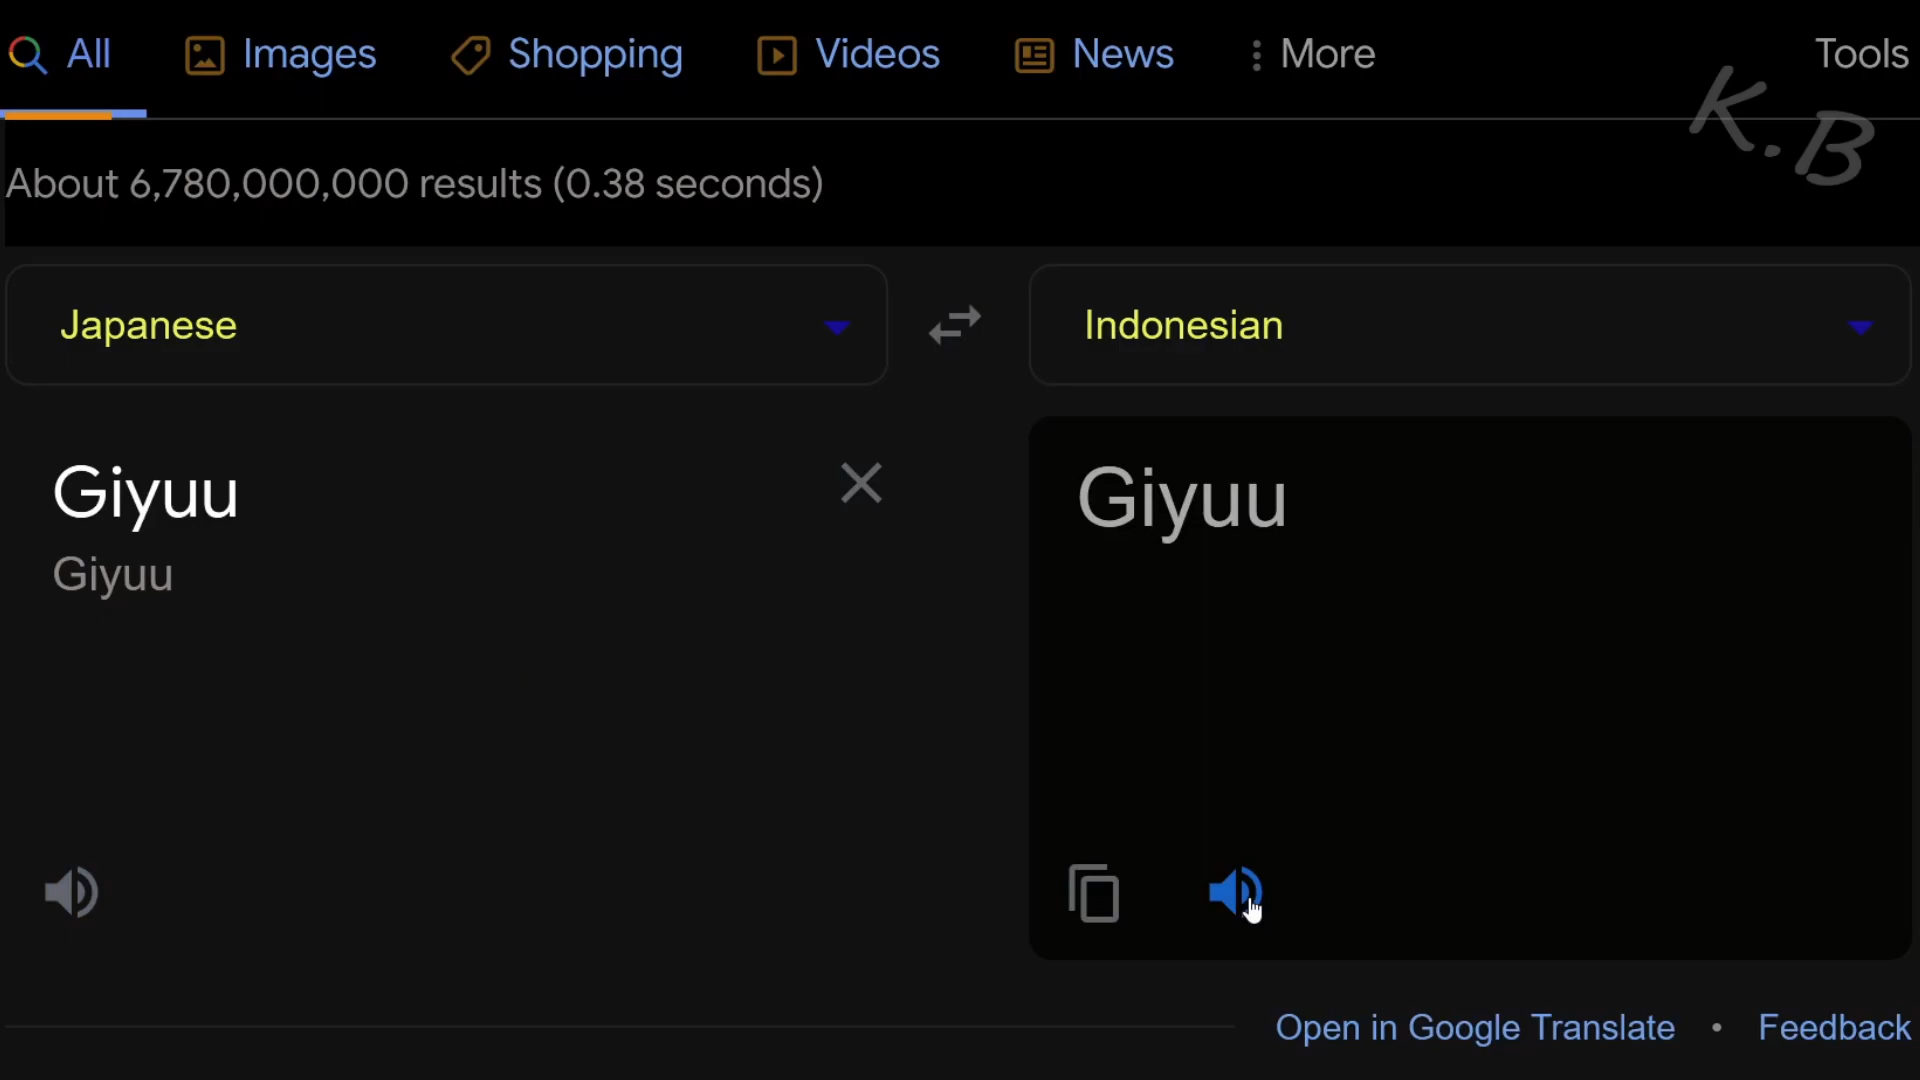 All Images Shopping Videos News More Tools
K.B
About 6,780,000,000 results (0.38 seconds)
Japanese Indonesian
Giyuu Giyuu
Giyuu
Open in Google Translate • Feedback